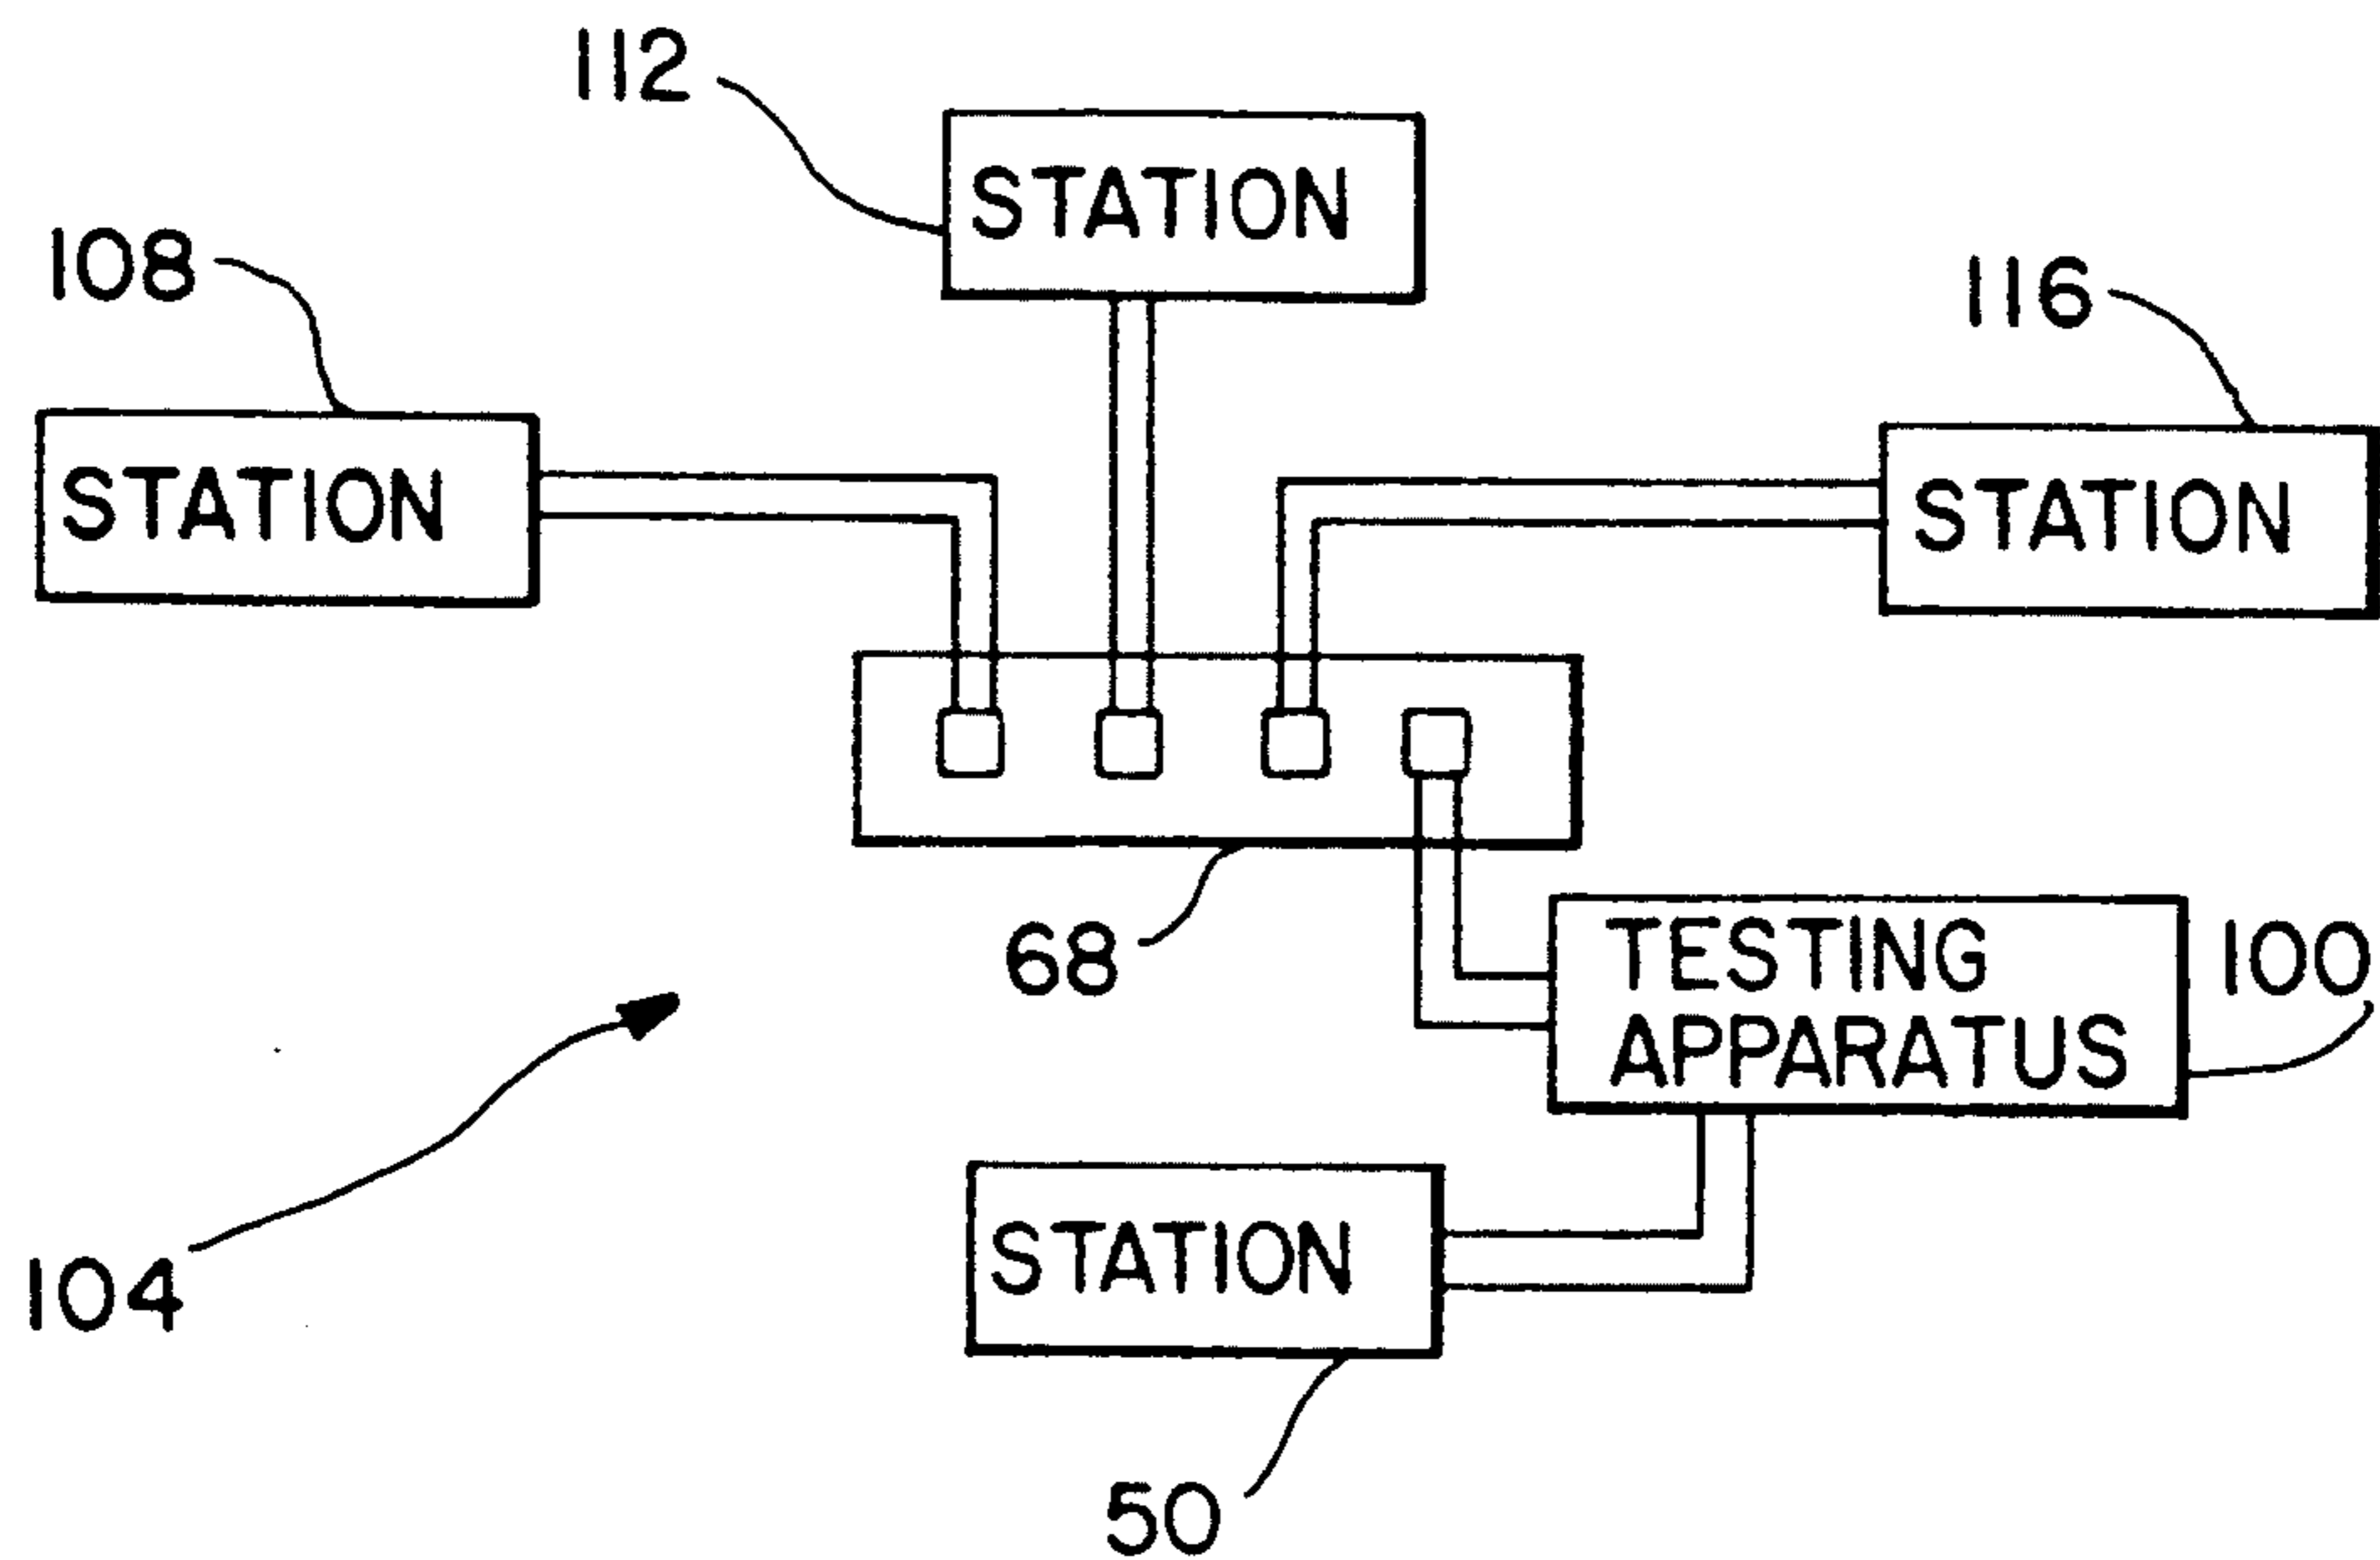 112
STATION
108
116
STATION
STATION
68
TESTING
APPARATUS
100
STATION
104
50